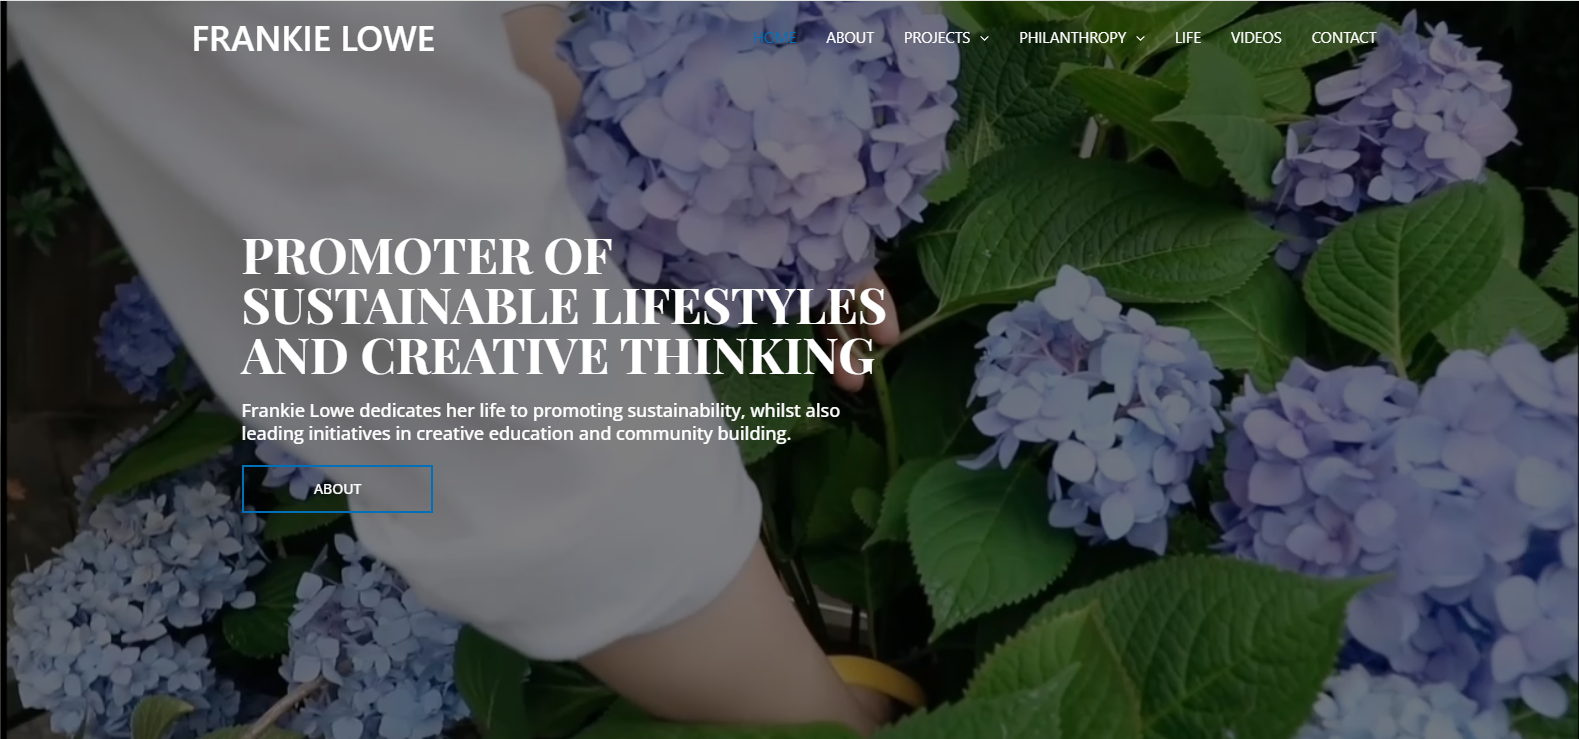 FRANKIE LOWE
HOME ABOUT PROJECTS PHILANTHROPY LIFE VIDEOS CONTACT
PROMOTER OF
SUSTAINABLE LIFESTYLES
AND CREATIVE THINKING
Frankie Lowe dedicates her life to promoting sustainability, whilst also
leading initiatives in creative education and community building.
ABOUT